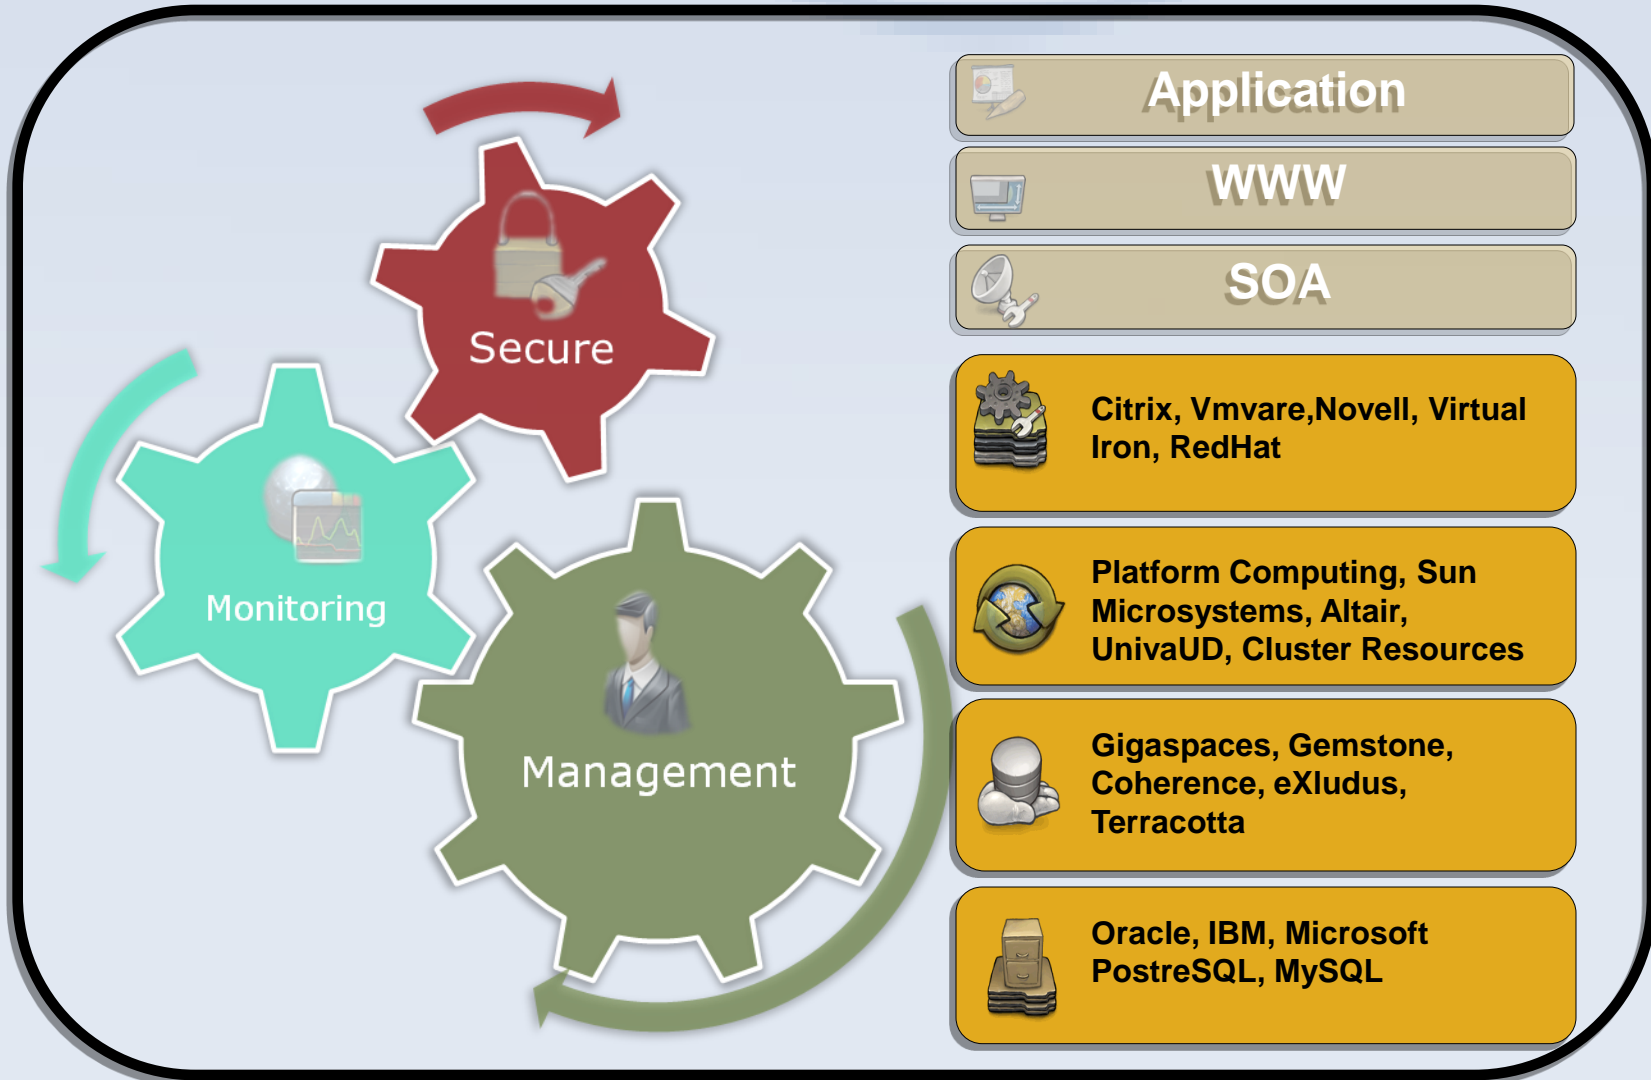 Secure
Monitoring
Management
Application
WWW
SOA
Citrix, Vmvare,Novell, Virtual
Iron, RedHat
Platform Computing, Sun
Microsystems, Altair,
UnivaUD, Cluster Resources
Gigaspaces, Gemstone,
Coherence, eXludus,
Terracotta
Oracle, IBM, Microsoft
PostreSQL, MySQL